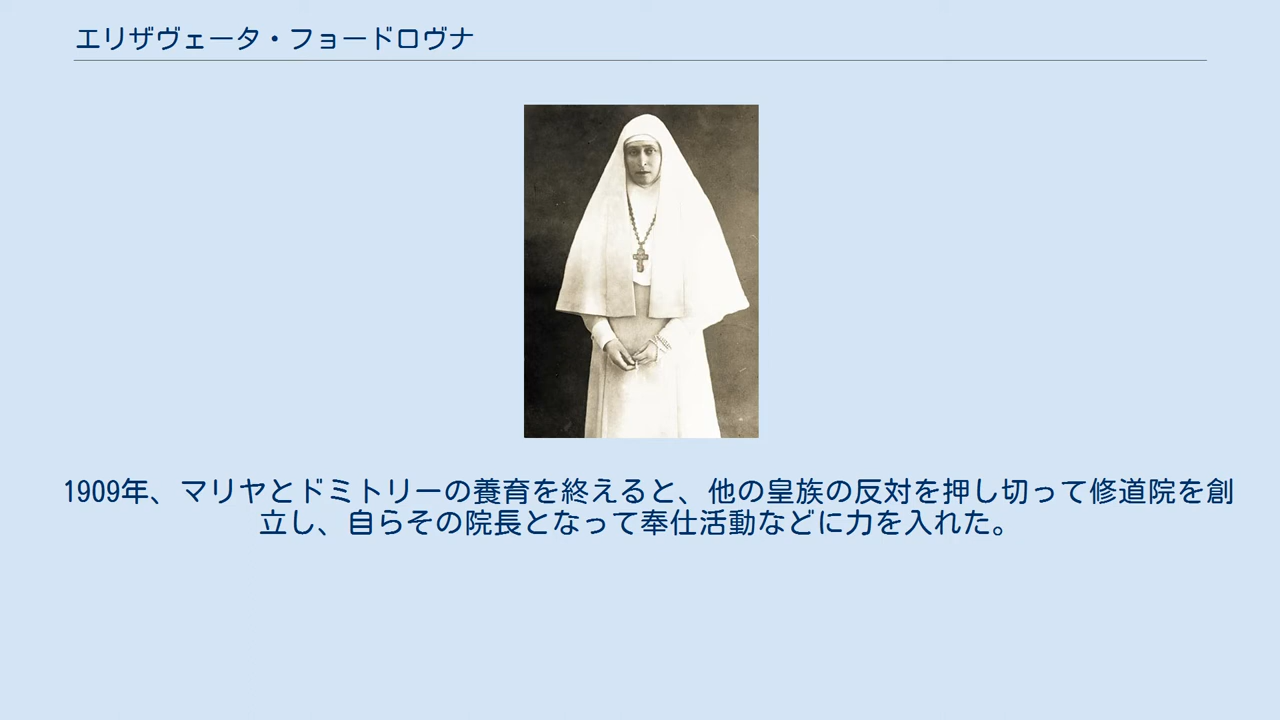 エリザヴェータ・フョードロヴナ
1909年、マリヤとドミトリーの養育を終えると、他の皇族の反対を押し切って修道院を創
立し、自らその院長となって奉仕活動などに力を入れた。